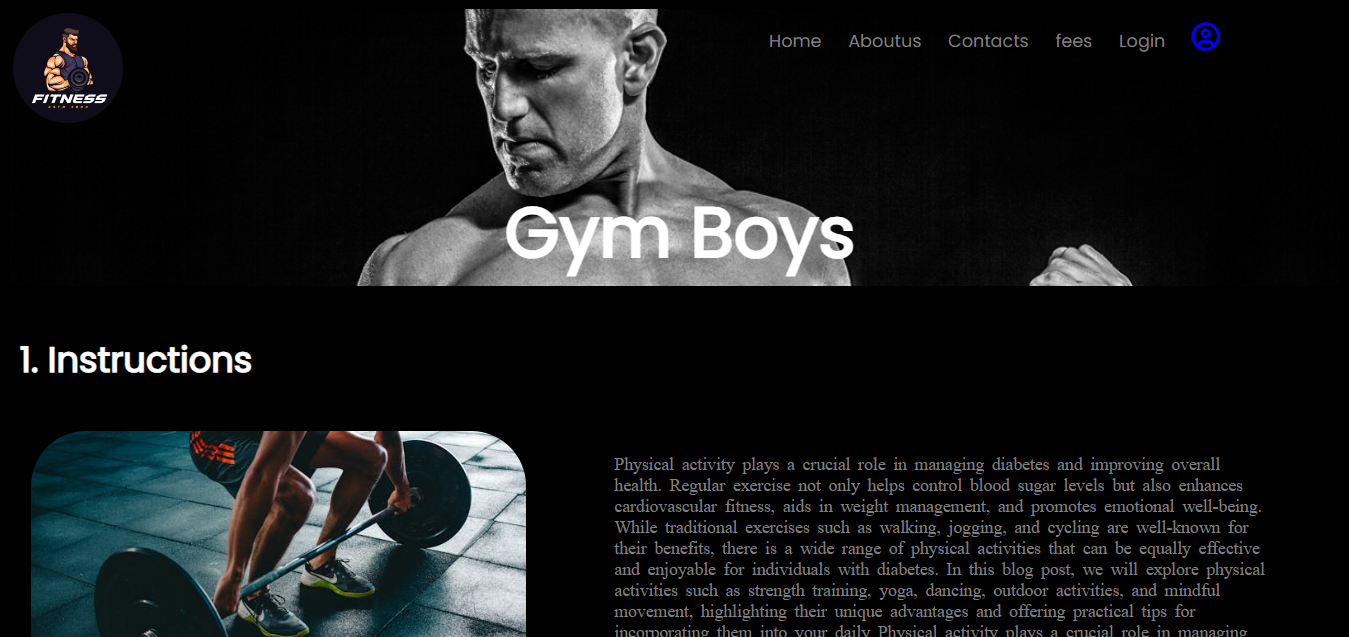 Home Aboutus Contacts fees Login
FITNESS
Gym Boys
1. Instructions
Physical activity plays a crucial role in managing diabetes and improving overall
health. Regular exercise not only helps control blood sugar levels but also enhances
cardiovascular fitness, aids in weight management, and promotes emotional well-being.
While traditional exercises such as walking, jogging, and cycling are well-known for
their benefits, there is a wide range of physical activities that can be equally effective
and enjoyable for individuals with diabetes. In this blog post, we will explore physical
activities such as strength training, yoga, dancing, outdoor activities, and mindful
movement, highlighting their unique advantages and offering practical tips for
incorporating them into your daily Physical activity plays a crucial role in managing